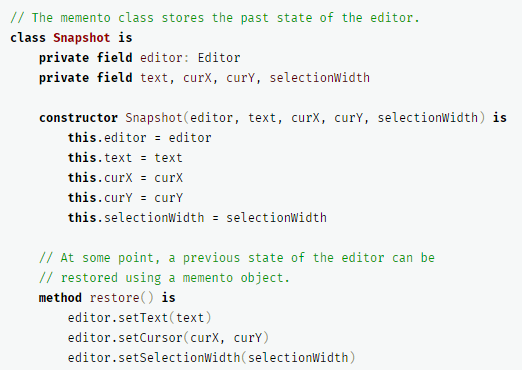 // The memento class stores the past state of the editor.
class Snapshot is
    private field editor: Editor
    private field text, curX, curY, selectionWidth

    constructor Snapshot(editor, text, curX, curY, selectionWidth) is
        this.editor = editor
        this.text = text
        this.curX = curX
        this.curY = curY
        this.selectionWidth = selectionWidth

    // At some point, a previous state of the editor can be
    // restored using a memento object.
    method restore() is
        editor.setText(text)
        editor.setCursor(curX, curY)
        editor.setSelectionWidth(selectionWidth)